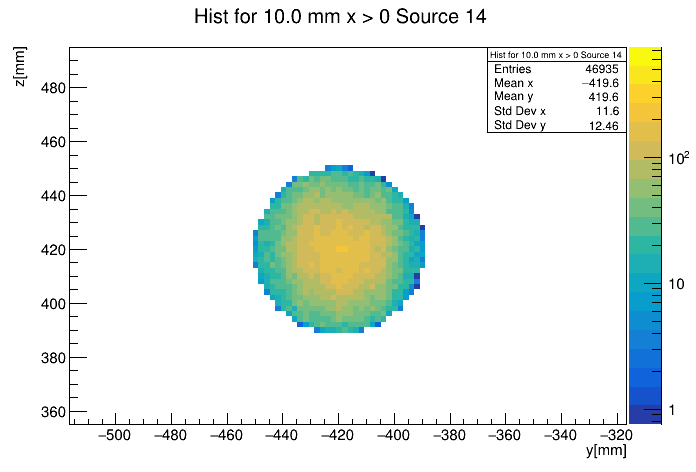 Hist for 10.0 mm x > 0 Source 14
z[mm]
Hist for 10.0 mm x > 0 Source 14
Entries 46935
Mean x −419.6
Mean y 419.6
Std Dev x 11.6
Std Dev y 12.46
480
460
440
420
400
380
360
10²
10
1
−500 −480 −460 −440 −420 −400 −380 −360 −340 −320
y[mm]